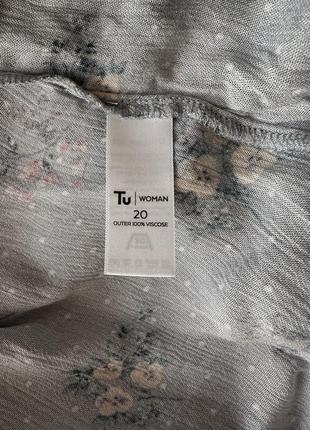 Tu | WOMAN
20
OUTER 100% VISCOSE